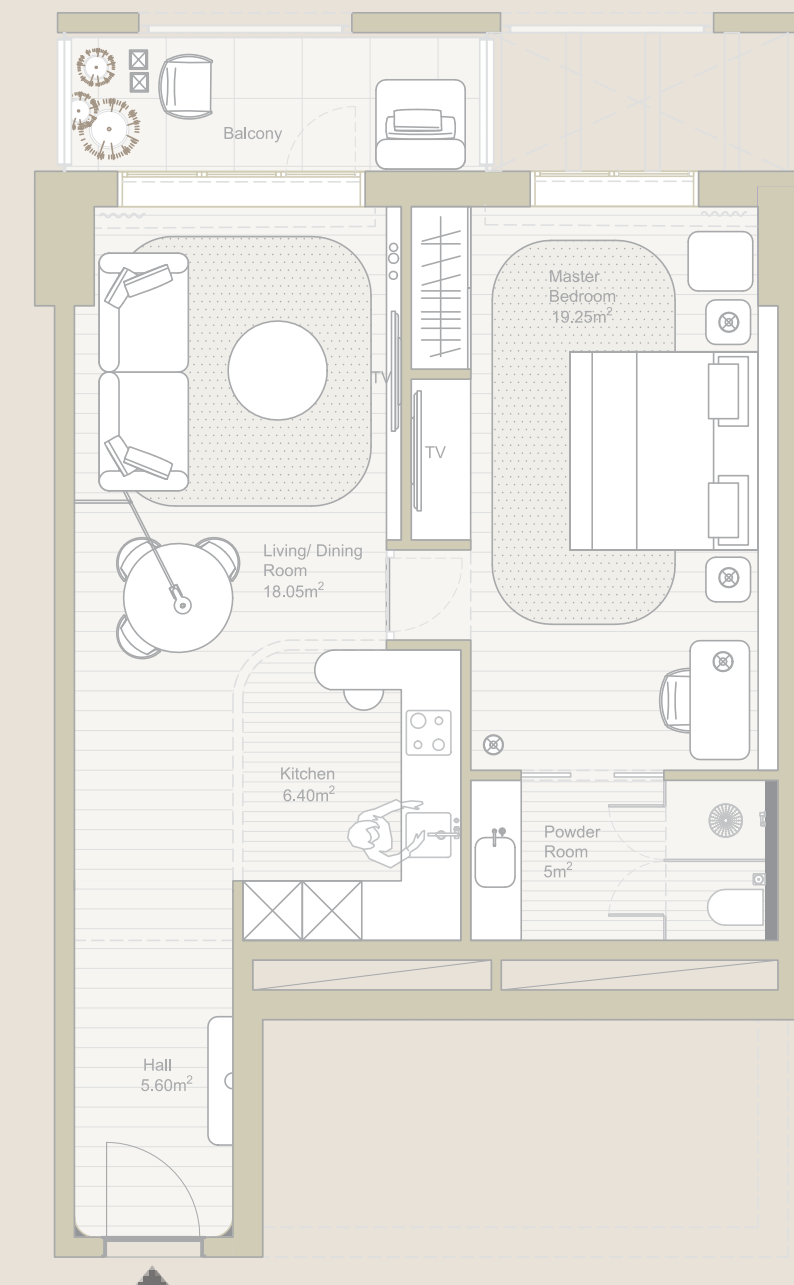 Balcony
Master
Bedroom
19.25m²
TV
TV
Living/ Dining
Room
18.05m²
Kitchen
6.40m²
Powder
Room
5m²
Hall
5.60m²